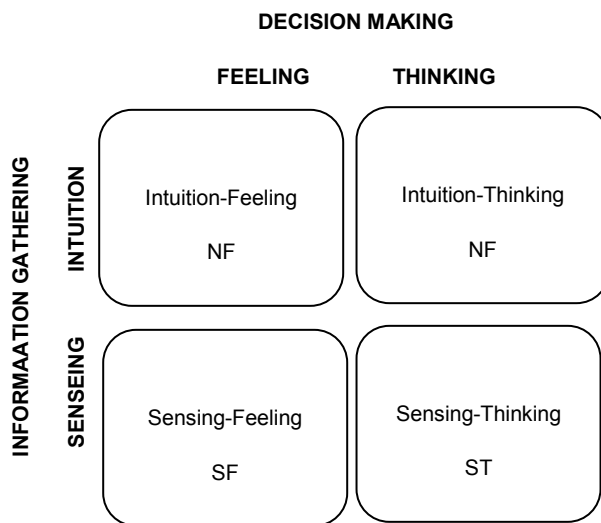 DECISION MAKING
FEELING
THINKING
INFORMAATION GATHERING
INTUITION
Intuition-Feeling
NF
Intuition-Thinking
NF
SENSEING
Sensing-Feeling
SF
Sensing-Thinking
ST